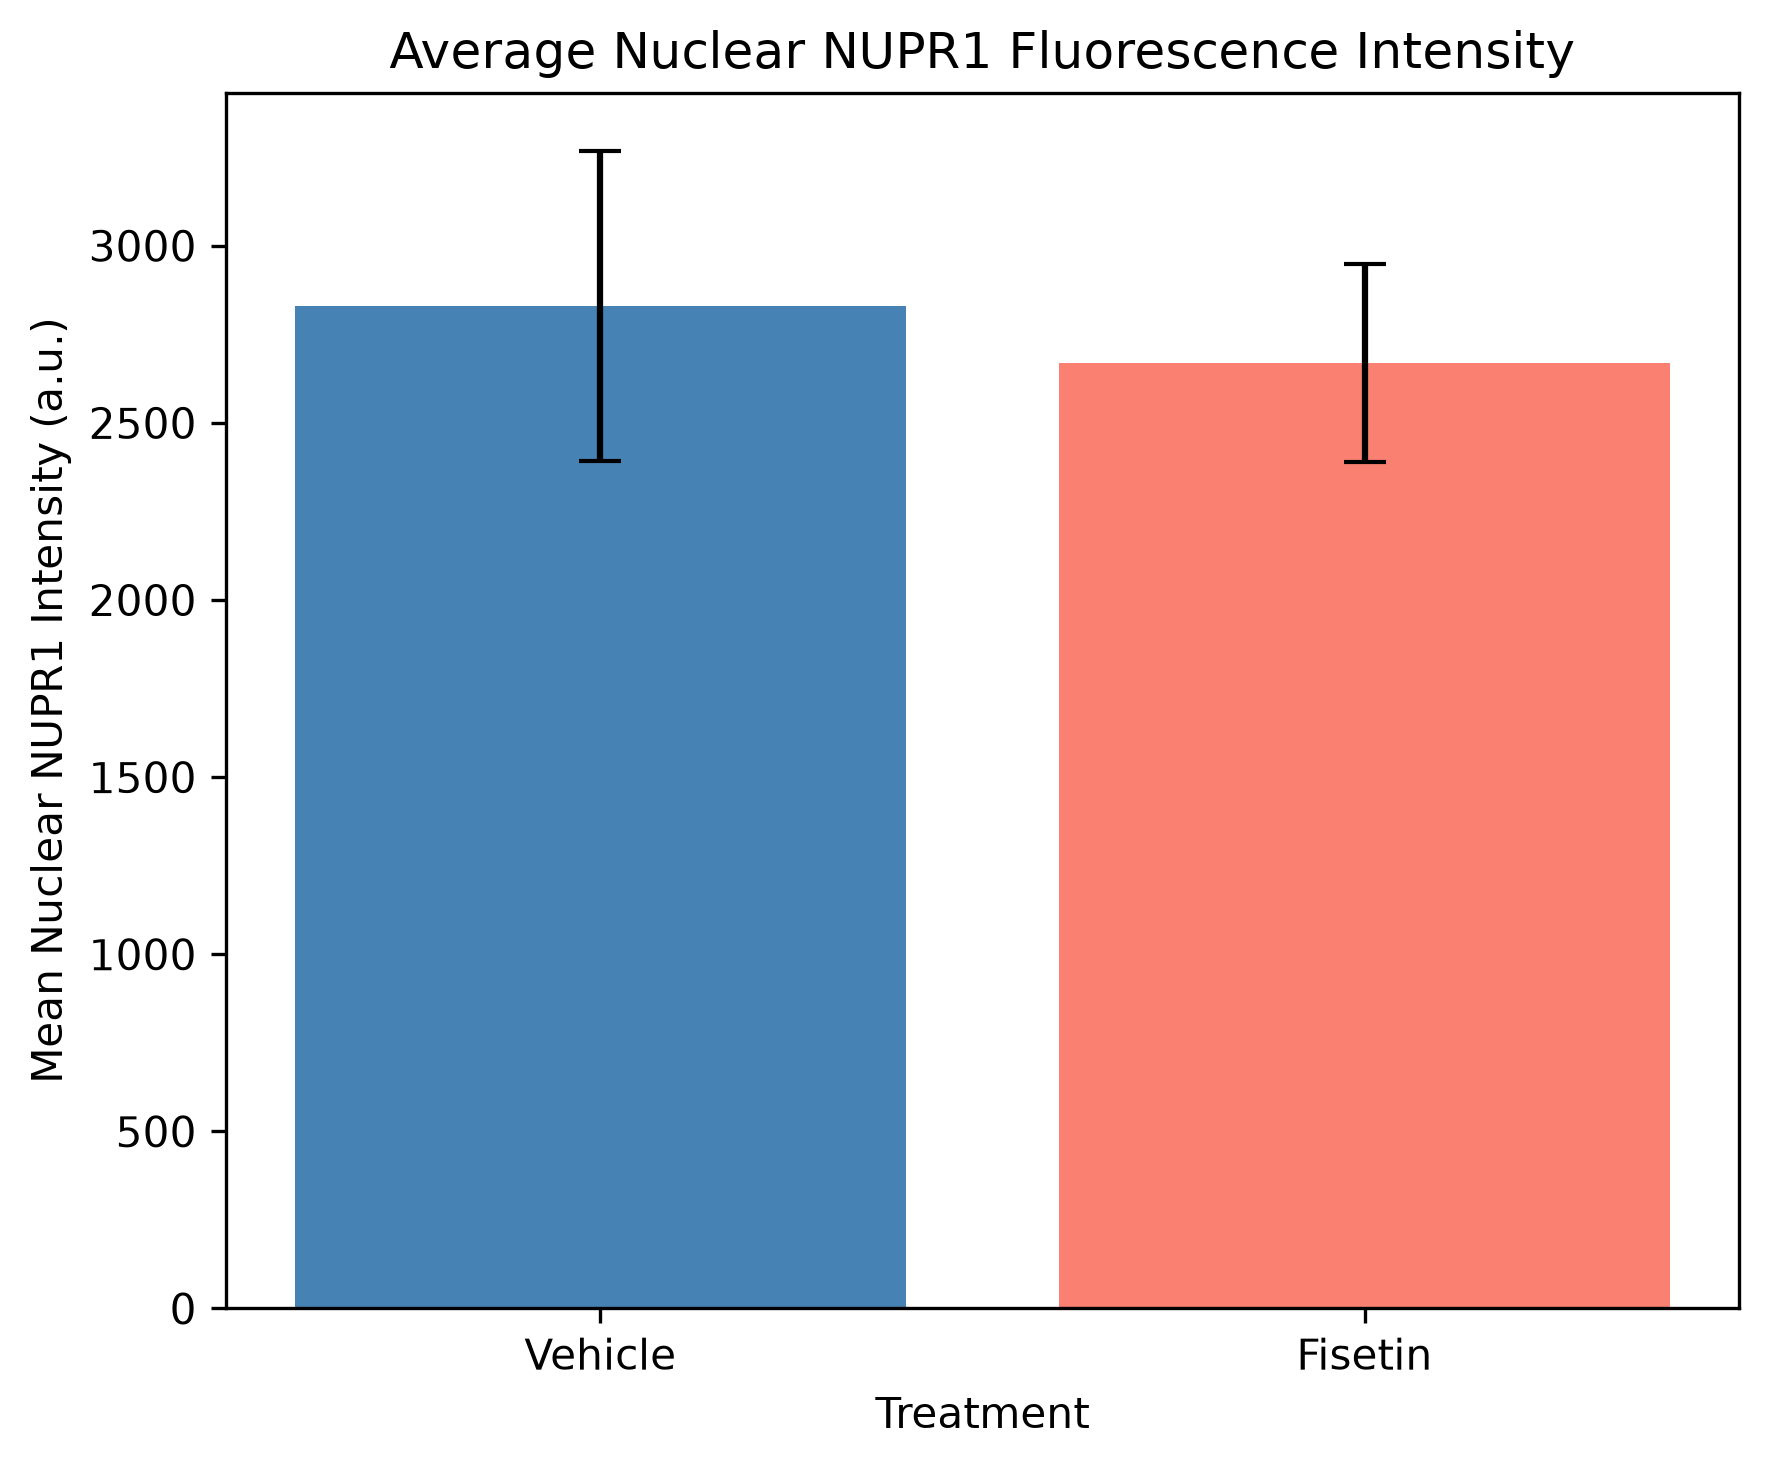 Average Nuclear NUPR1 Fluorescence Intensity
Mean Nuclear NUPR1 Intensity (a.u.)
3000
2500
2000
1500
1000
500
0
Vehicle
Fisetin
Treatment